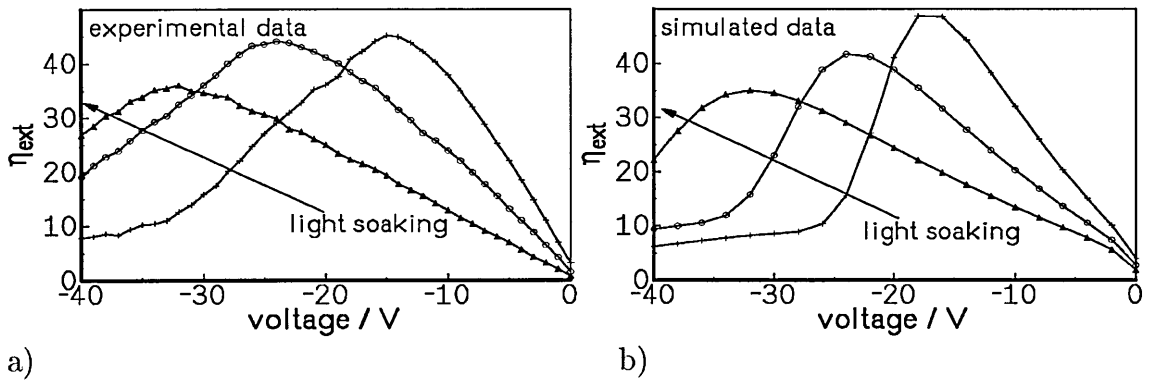 experimental data
40
30
20
10
0
η_ext
light soaking
-40 -30 -20 -10 0
voltage / V
a)
simulated data
40
30
20
10
0
η_ext
light soaking
-40 -30 -20 -10 0
voltage / V
b)